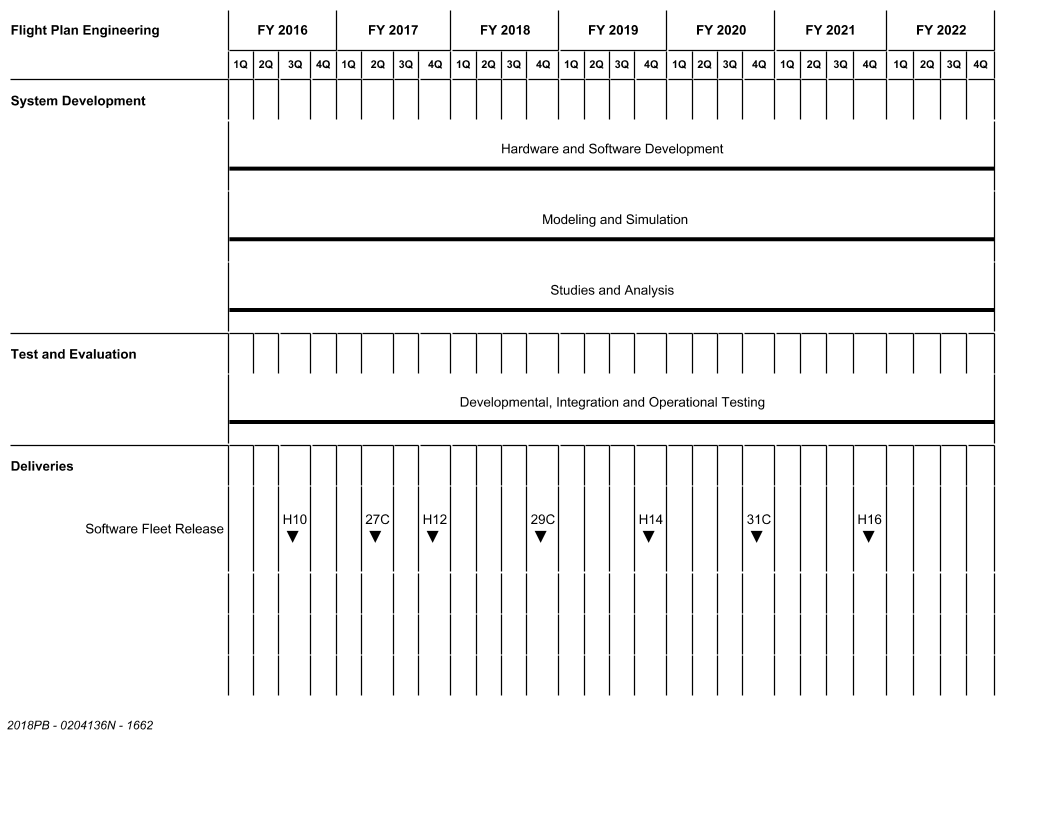 Flight Plan Engineering FY 2016 FY 2017 FY 2018 FY 2019 FY 2020 FY 2021 FY 2022
1Q 2Q 3Q 4Q 1Q 2Q 3Q 4Q 1Q 2Q 3Q 4Q 1Q 2Q 3Q 4Q 1Q 2Q 3Q 4Q 1Q 2Q 3Q 4Q 1Q 2Q 3Q 4Q
System Development
Hardware and Software Development
Modeling and Simulation
Studies and Analysis
Test and Evaluation
Developmental, Integration and Operational Testing
Deliveries
Software Fleet Release H10 27C H12 29C H14 31C H16
2018PB - 0204136N - 1662